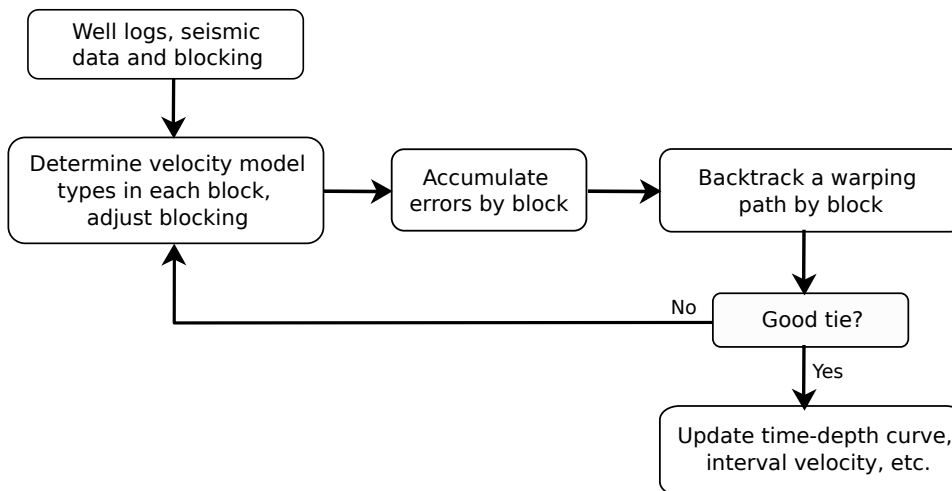 Well logs, seismic
data and blocking
Determine velocity model
types in each block,
adjust blocking
Accumulate
errors by block
Backtrack a warping
path by block
Good tie?
No
Yes
Update time-depth curve,
interval velocity, etc.